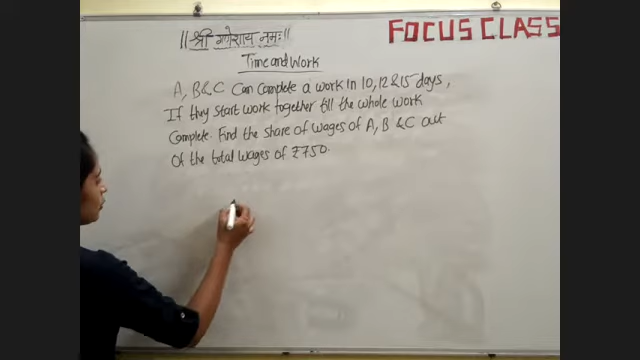 ||श्री गणेशाय नमः||
FOCUS CLASS
Time and Work
A, B & C Can Complete a work in 10, 12 & 15 days,
If they start work together till the whole work
Complete. Find the share of wages of A, B & C out
Of the total wages of ₹750.